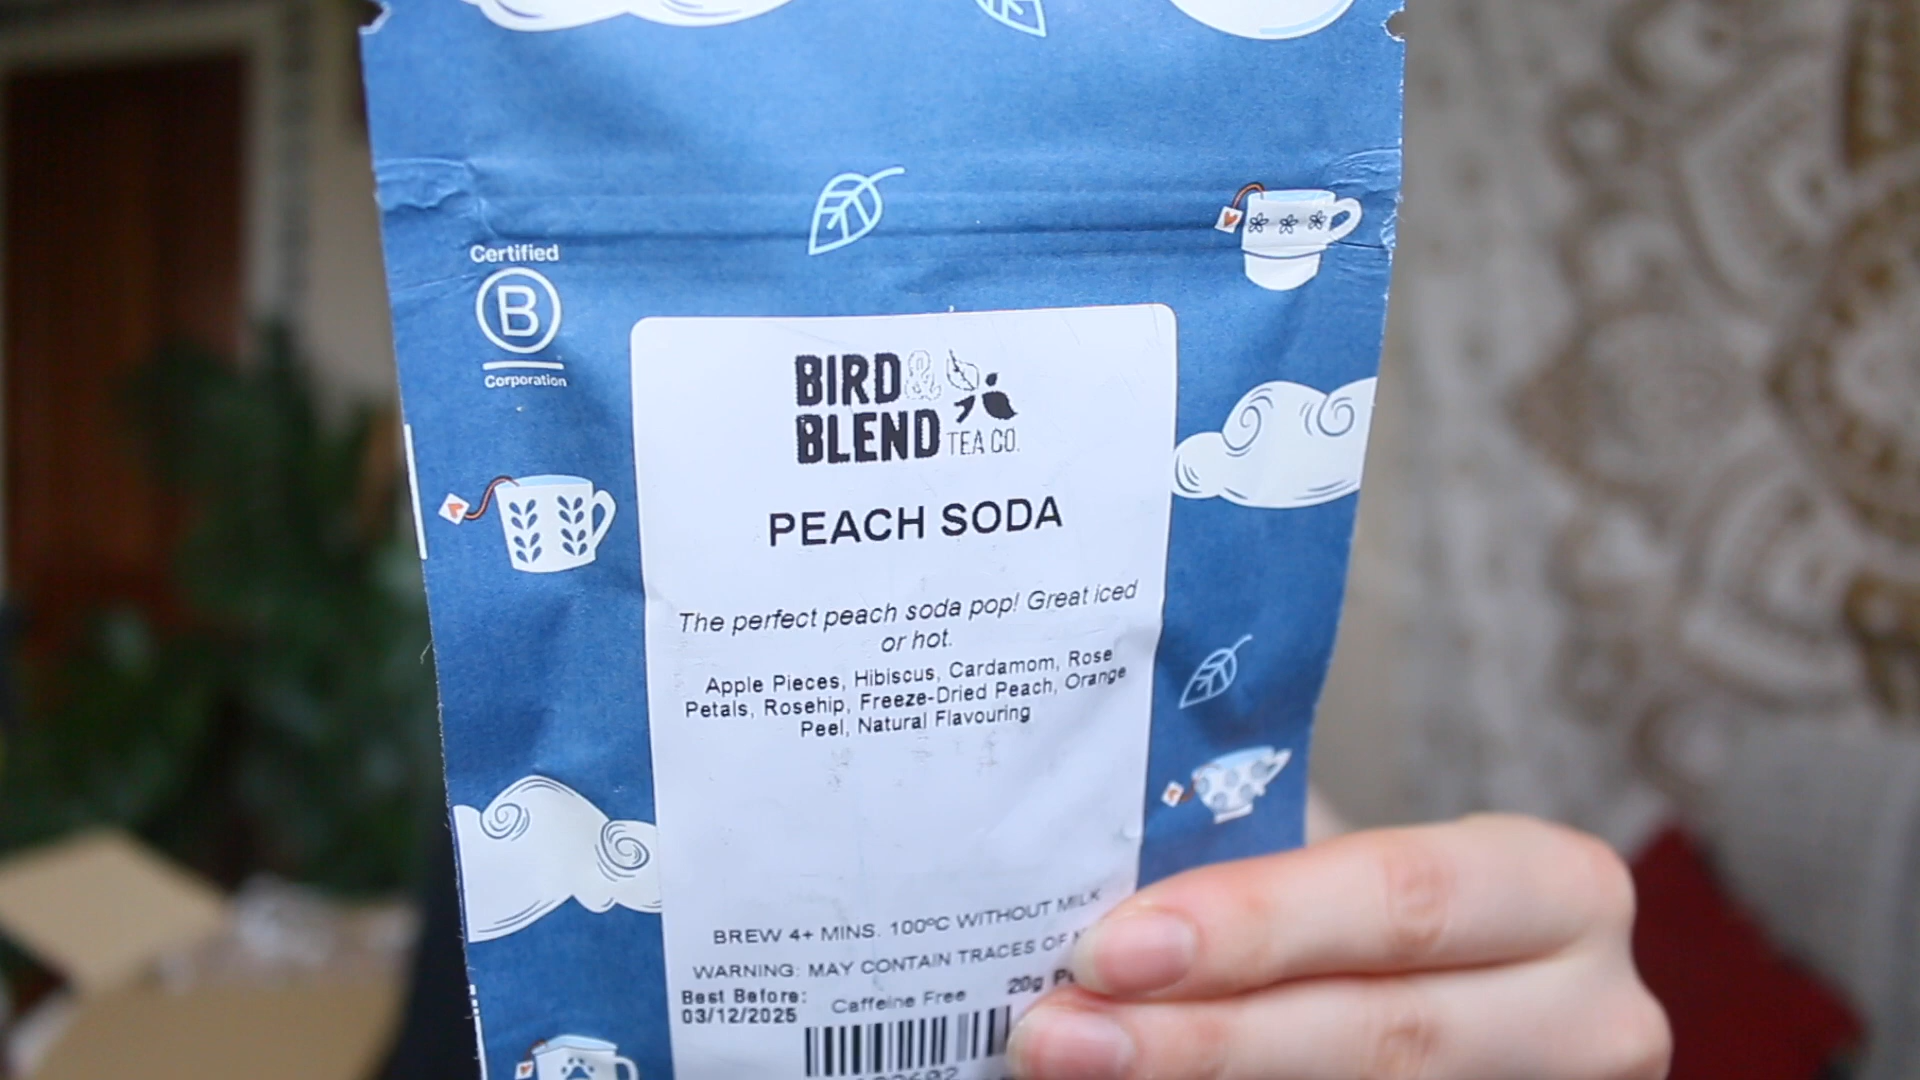 Certified
B
Corporation
BIRD &
BLEND TEA CO.
PEACH SODA
The perfect peach soda pop! Great iced
or hot.
Apple Pieces, Hibiscus, Cardamom, Rose
Petals, Rosehip, Freeze-Dried Peach, Orange
Peel, Natural Flavouring
BREW 4+ MINS. 100ºC WITHOUT MILK
WARNING: MAY CONTAIN TRACES OF
Best Before: Caffeine Free 20g
03/12/2025